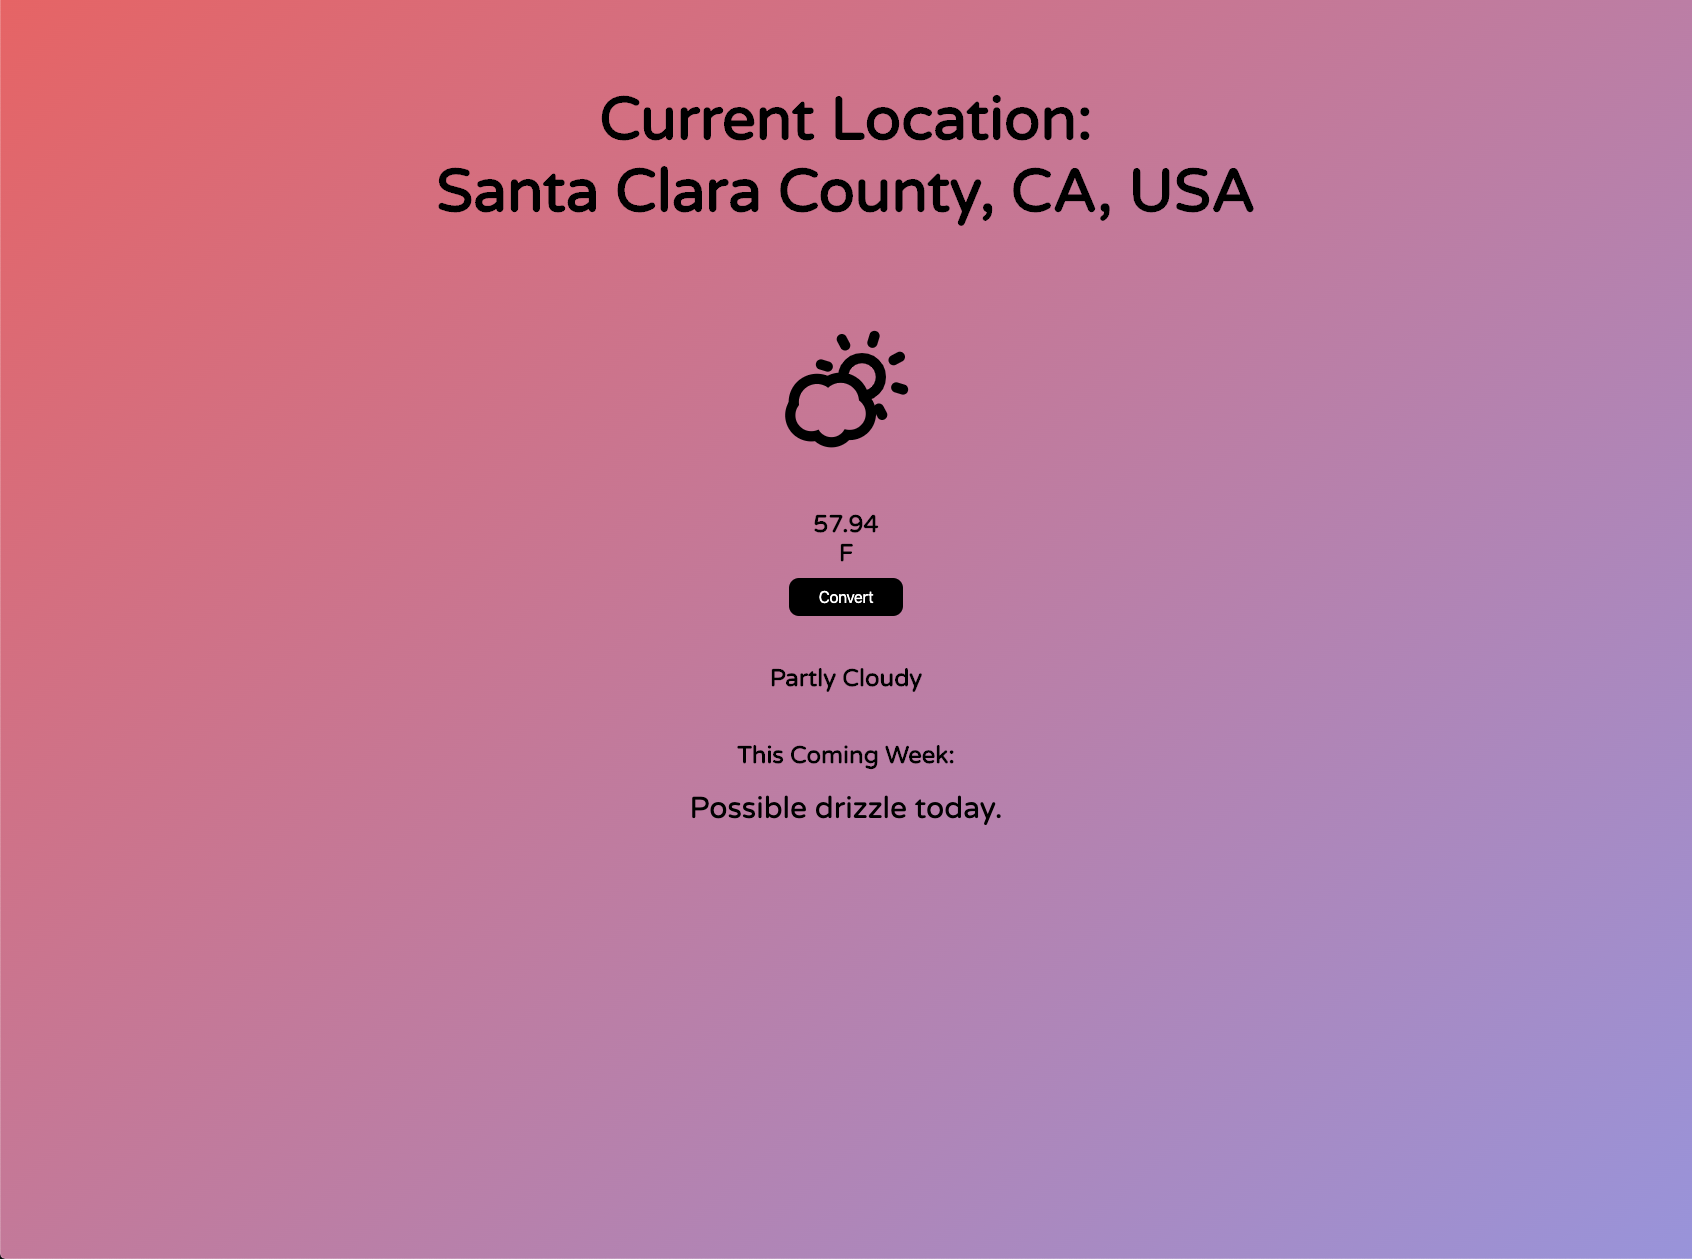 Current Location:
Santa Clara County, CA, USA
57.94
F
Convert
Partly Cloudy
This Coming Week:
Possible drizzle today.